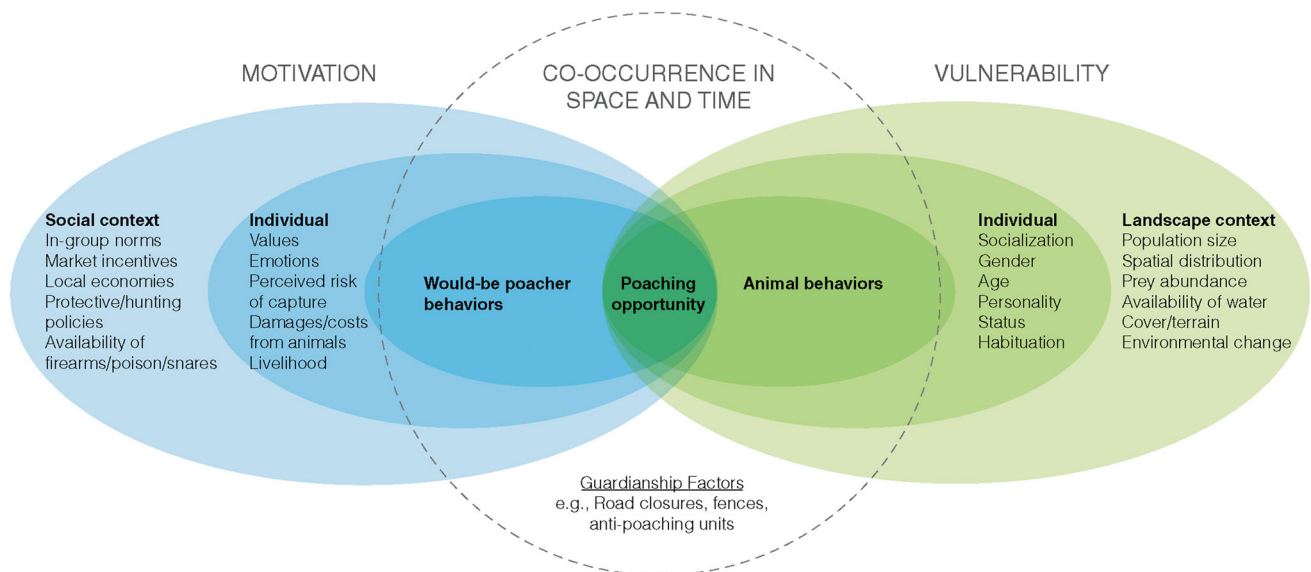 MOTIVATION
CO-OCCURRENCE IN
SPACE AND TIME
VULNERABILITY
Social context
In-group norms
Market incentives
Local economies
Protective/hunting
policies
Availability of
firearms/poison/snares
Individual
Values
Emotions
Perceived risk
of capture
Damages/costs
from animals
Livelihood
Would-be poacher
behaviors
Poaching
opportunity
Animal behaviors
Individual
Socialization
Gender
Age
Personality
Status
Habituation
Landscape context
Population size
Spatial distribution
Prey abundance
Availability of water
Cover/terrain
Environmental change
Guardianship Factors
e.g., Road closures, fences,
anti-poaching units